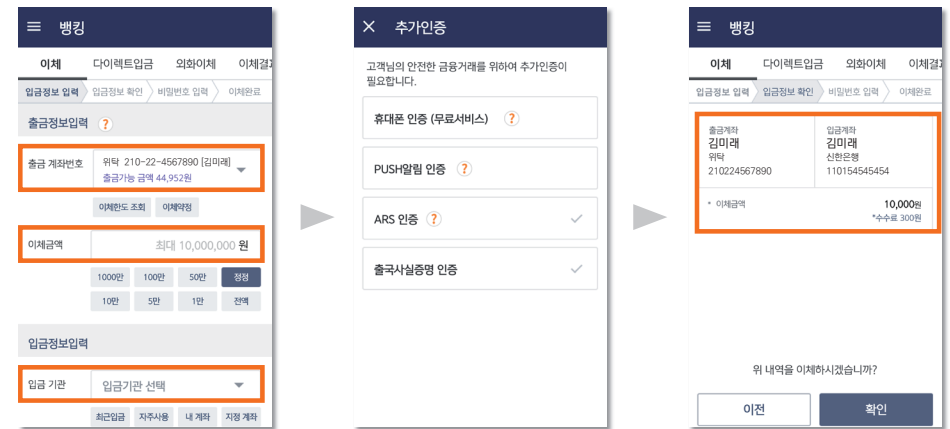 뱅킹
이체 다이렉트입금 외화이체
입금정보 입력 입금정보 확인 비밀번호 입력 이체완료
출금정보입력 ?
출금 계좌번호 위탁 210-22-4567890 [김미래]
출금가능 금액 44,952원
이체한도 조회 이체약정
이체금액 최대 10,000,000 원
1000만 100만 50만 정정
10만 5만 1만 전액
입금정보입력
입금 기관 입금기관 선택
최근입금 자주사용 내 계좌 지정 계좌
추가인증
고객님의 안전한 금융거래를 위하여 추가인증이
필요합니다.
휴대폰 인증 (무료서비스) ?
PUSH알림 인증 ?
ARS 인증 ?
출국사실증명 인증
뱅킹
이체 다이렉트입금 외화이체
입금정보 입력 입금정보 확인 비밀번호 입력 이체완료
출금계좌
김미래
위탁
210224567890
입금계좌
김미래
신한은행
110154545454
* 이체금액 10,000원
*수수료 300원
위 내역을 이체하시겠습니까?
이전 확인